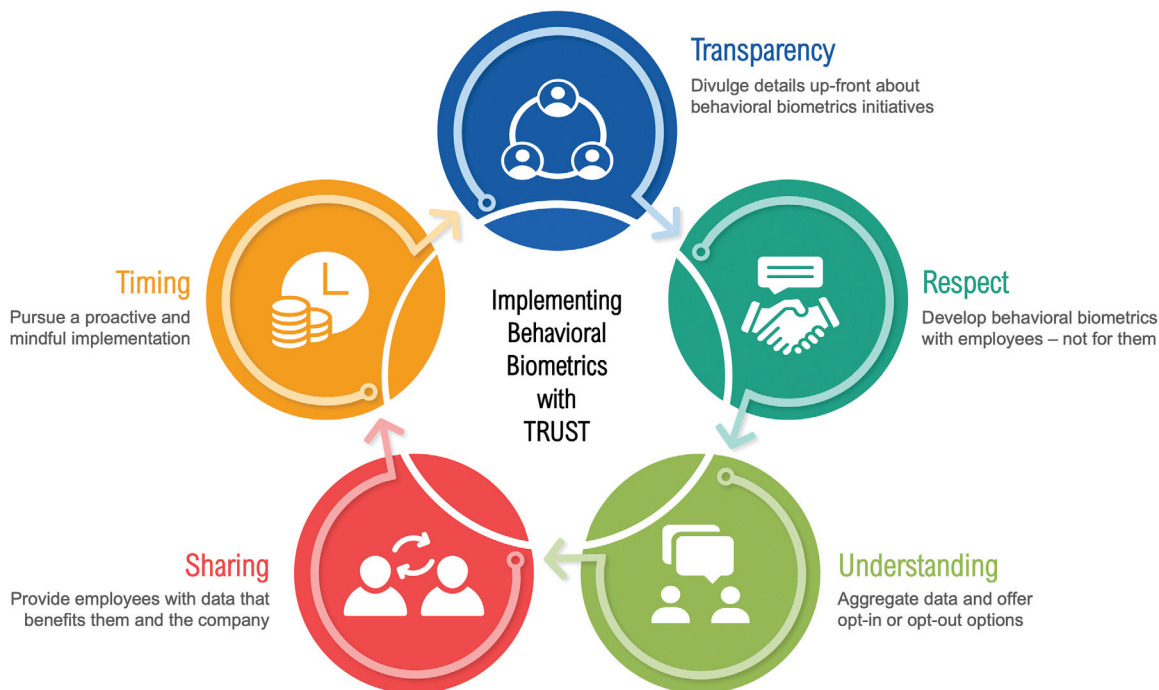 Transparency
Divulge details up-front about
behavioral biometrics initiatives
Respect
Develop behavioral biometrics
with employees – not for them
Understanding
Aggregate data and offer
opt-in or opt-out options
Sharing
Provide employees with data that
benefits them and the company
Timing
Pursue a proactive and
mindful implementation
Implementing
Behavioral
Biometrics
with
TRUST